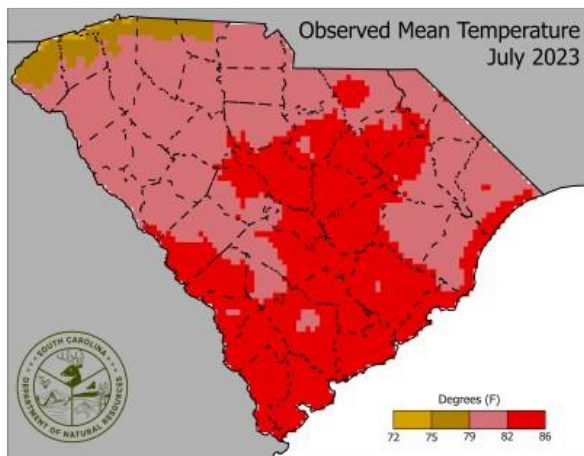 Observed Mean Temperature
July 2023
SOUTH CAROLINA
DEPARTMENT OF NATURAL RESOURCES
Degrees (F)
72 75 79 82 86